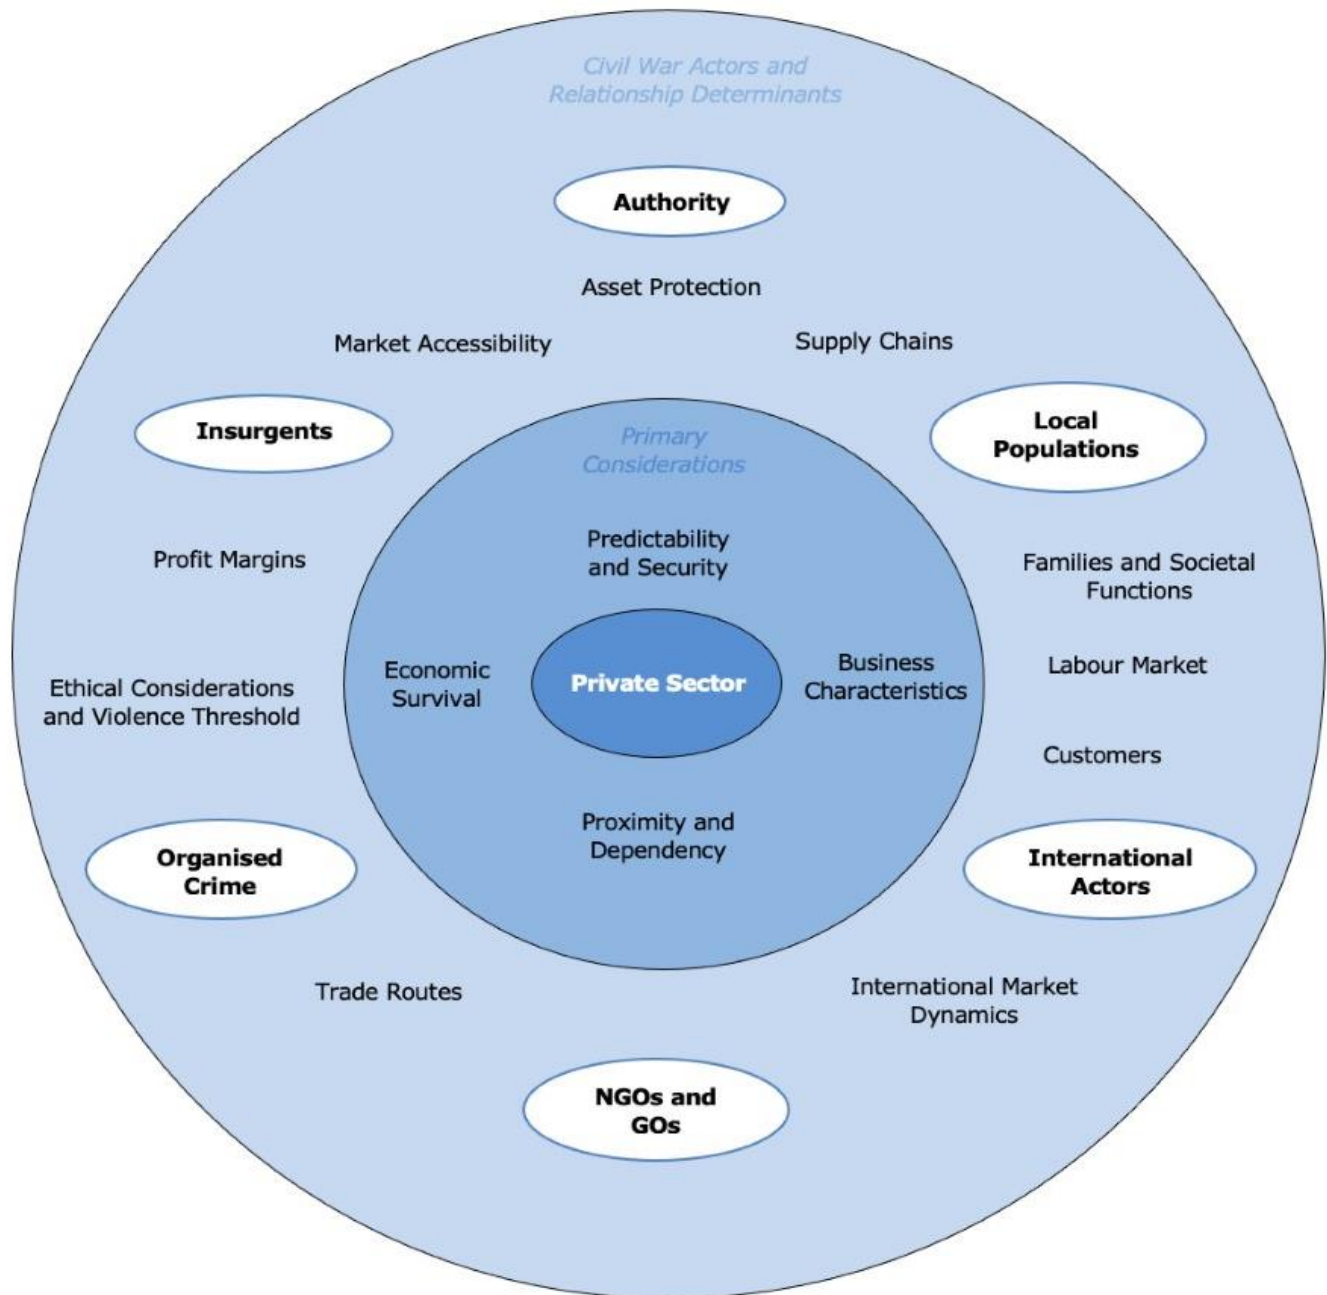 Civil War Actors and
Relationship Determinants
Authority
Asset Protection
Market Accessibility
Supply Chains
Insurgents
Local
Populations
Primary
Considerations
Predictability
and Security
Profit Margins
Families and Societal
Functions
Economic
Survival
Private Sector
Business
Characteristics
Labour Market
Ethical Considerations
and Violence Threshold
Customers
Proximity and
Dependency
Organised
Crime
International
Actors
Trade Routes
International Market
Dynamics
NGOs and
GOs